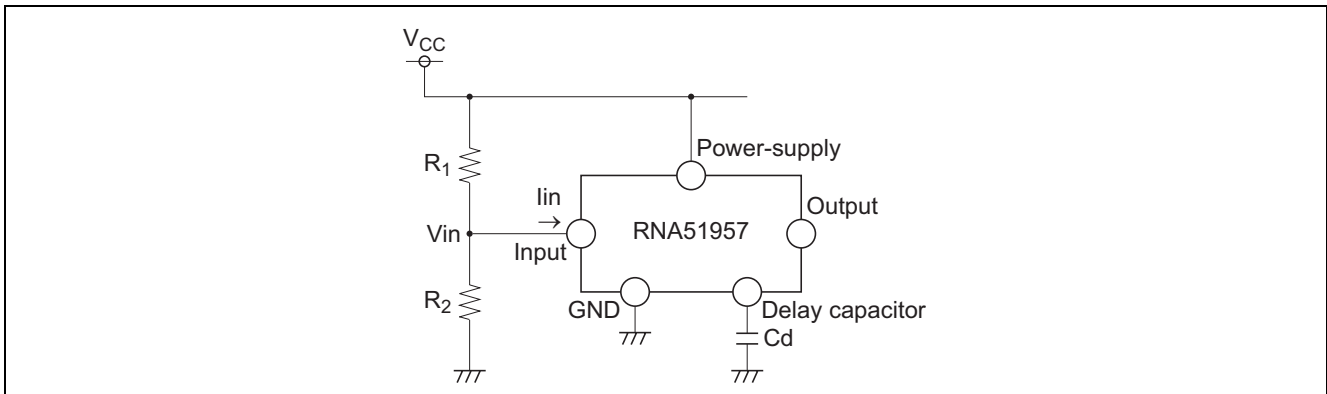 VCC
Power-supply
R1
Iin
→
Output
RNA51957
Vin
Input
R2
GND
Delay capacitor
Cd